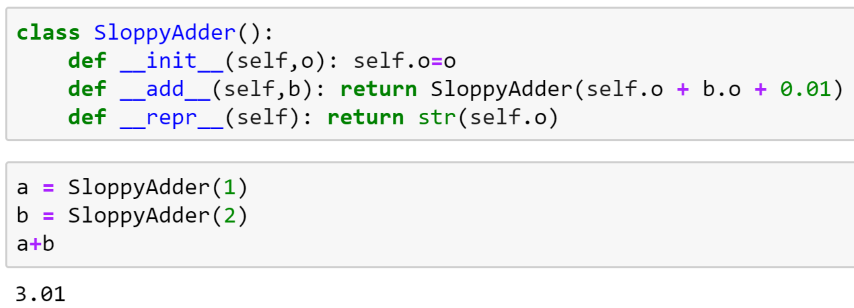 class SloppyAdder():
    def __init__(self,o): self.o=o
    def __add__(self,b): return SloppyAdder(self.o + b.o + 0.01)
    def __repr__(self): return str(self.o)
a = SloppyAdder(1)
b = SloppyAdder(2)
a+b
3.01